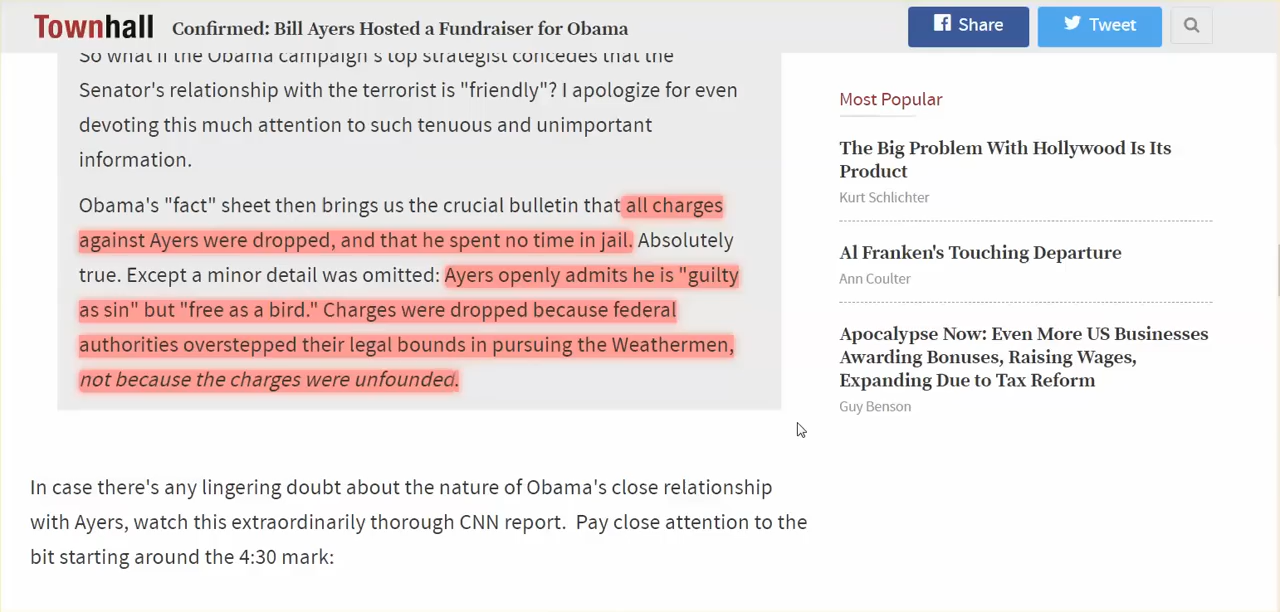 Townhall
Confirmed: Bill Ayers Hosted a Fundraiser for Obama
Share
Tweet
So what if the Obama campaign's top strategist concedes that the
Senator's relationship with the terrorist is "friendly"? I apologize for even
devoting this much attention to such tenuous and unimportant
information.
Obama's "fact" sheet then brings us the crucial bulletin that all charges
against Ayers were dropped, and that he spent no time in jail. Absolutely
true. Except a minor detail was omitted: Ayers openly admits he is "guilty
as sin" but "free as a bird." Charges were dropped because federal
authorities overstepped their legal bounds in pursuing the Weathermen,
not because the charges were unfounded.
In case there's any lingering doubt about the nature of Obama's close relationship
with Ayers, watch this extraordinarily thorough CNN report.  Pay close attention to the
bit starting around the 4:30 mark:
Most Popular
The Big Problem With Hollywood Is Its
Product
Kurt Schlichter
Al Franken's Touching Departure
Ann Coulter
Apocalypse Now: Even More US Businesses
Awarding Bonuses, Raising Wages,
Expanding Due to Tax Reform
Guy Benson